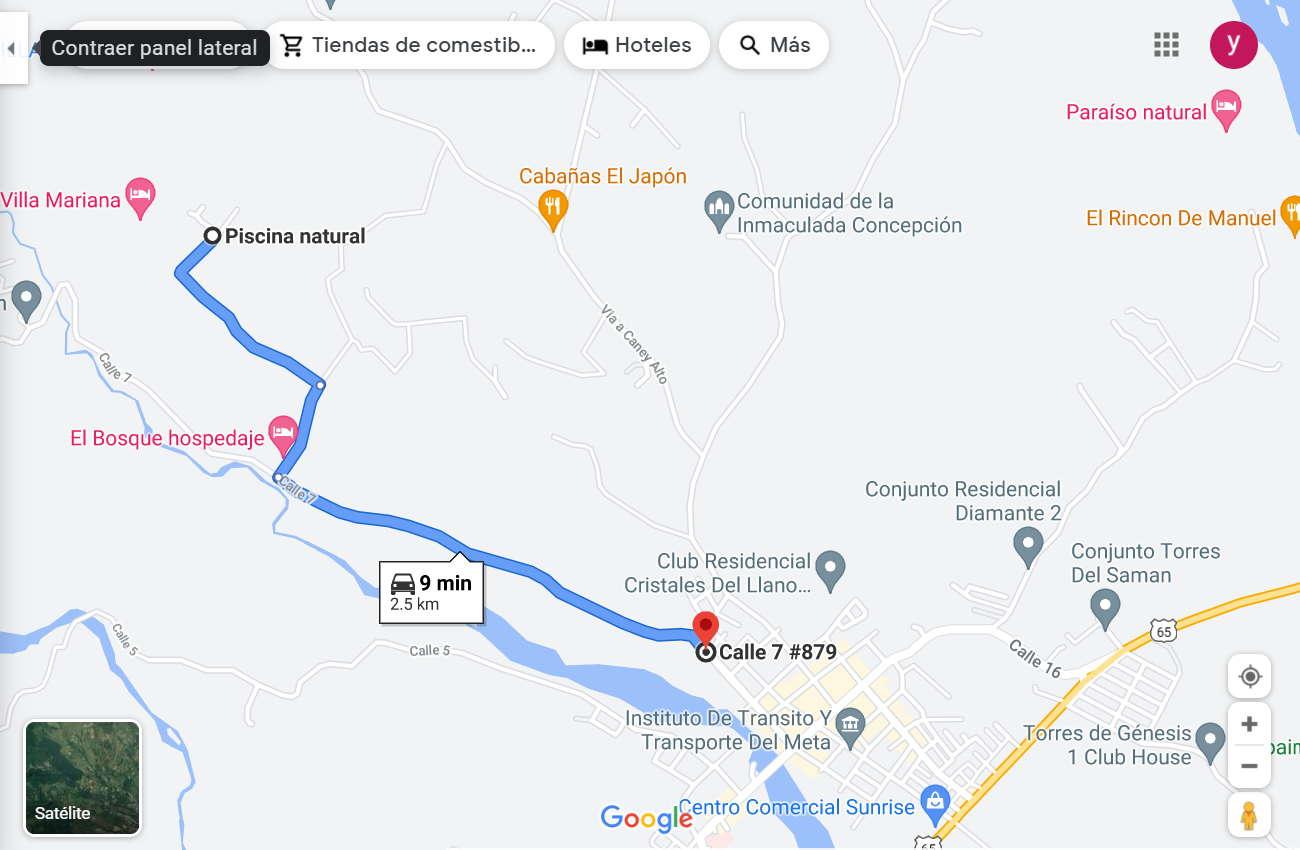 Contraer panel lateral
Tiendas de comestib...
Hoteles
Más
y
Paraíso natural
Cabañas El Japón
Villa Mariana
Comunidad de la
Inmaculada Concepción
El Rincon De Manuel
Piscina natural
Via a Caney Alto
Calle 7
El Bosque hospedaje
Calle 7
Conjunto Residencial
Diamante 2
Club Residencial
Cristales Del Llano...
Conjunto Torres
Del Saman
9 min
2.5 km
65
Calle 5
Calle 5
Calle 7 #879
Calle 16
Instituto De Transito Y
Transporte Del Meta
Torres de Génesis
1 Club House
Satélite
Centro Comercial Sunrise
Google
65